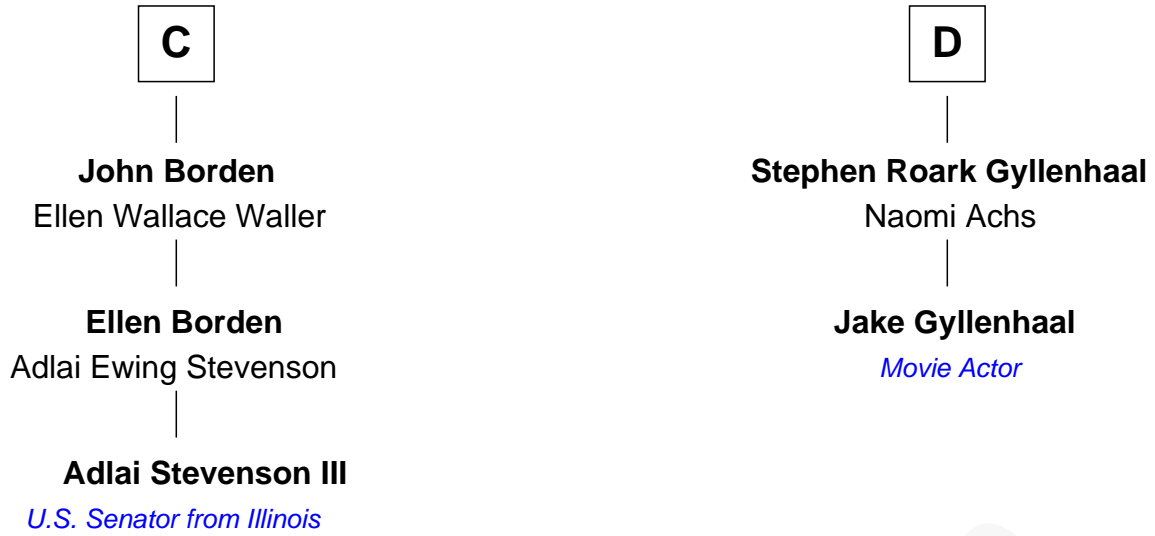 C
John Borden
Ellen Wallace Waller
Ellen Borden
Adlai Ewing Stevenson
Adlai Stevenson III
U.S. Senator from Illinois
D
Stephen Roark Gyllenhaal
Naomi Achs
Jake Gyllenhaal
Movie Actor